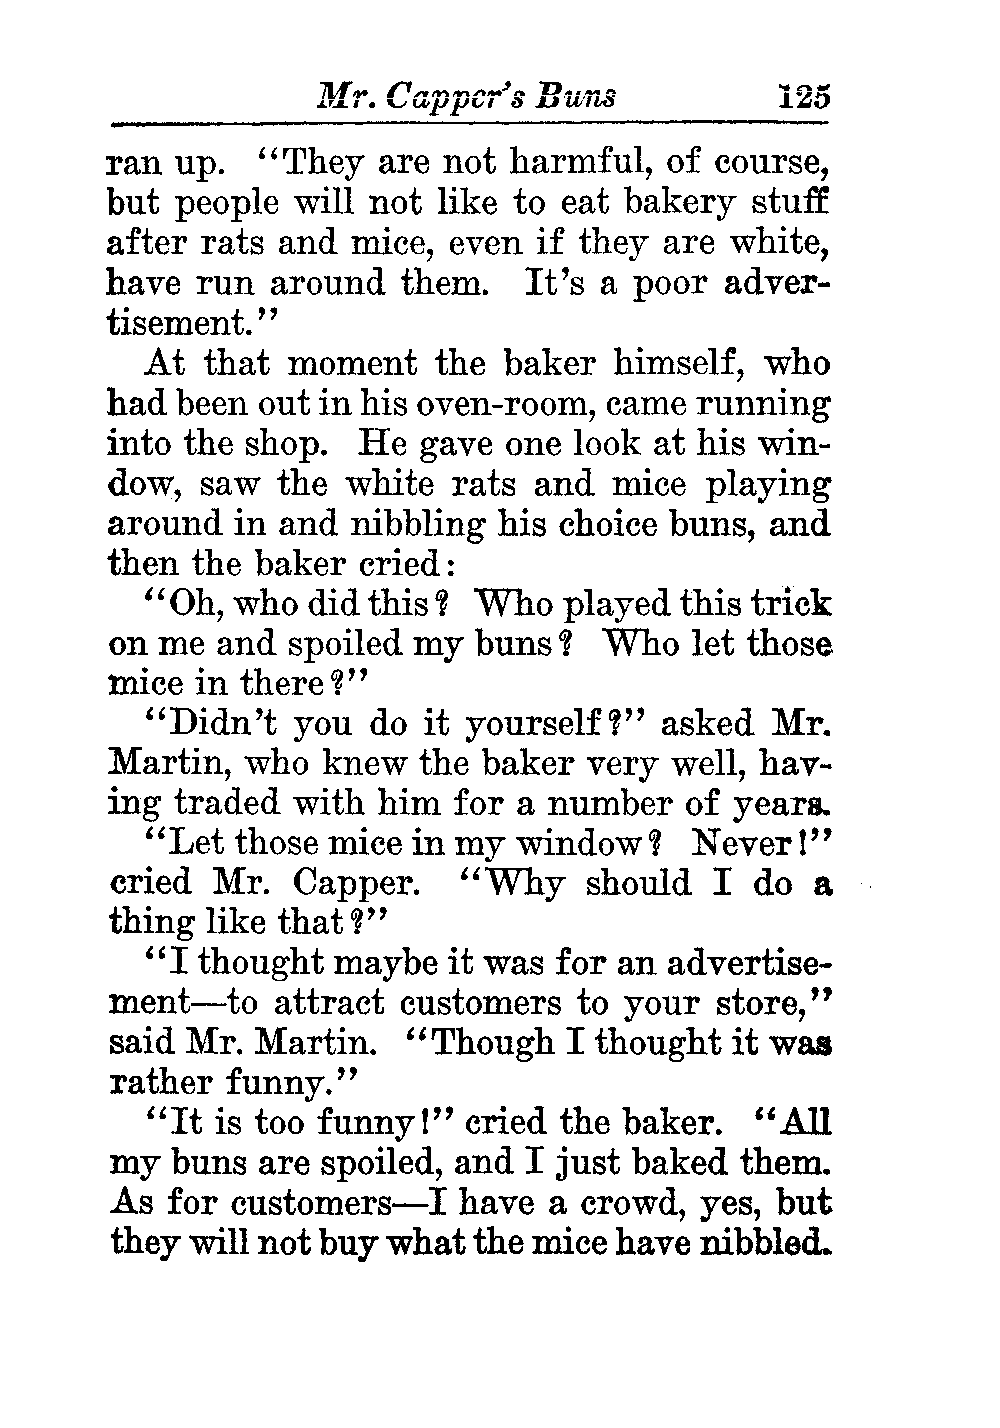 Mr. Capper's Buns 125
ran up. "They are not harmful, of course,
but people will not like to eat bakery stuff
after rats and mice, even if they are white,
have run around them. It's a poor adver-
tisement."
At that moment the baker himself, who
had been out in his oven-room, came running
into the shop. He gave one look at his win-
dow, saw the white rats and mice playing
around in and nibbling his choice buns, and
then the baker cried:
"Oh, who did this? Who played this trick
on me and spoiled my buns? Who let those
mice in there?"
"Didn't you do it yourself?" asked Mr.
Martin, who knew the baker very well, hav-
ing traded with him for a number of years.
"Let those mice in my window? Never!"
cried Mr. Capper. "Why should I do a
thing like that?"
"I thought maybe it was for an advertise-
ment—to attract customers to your store,"
said Mr. Martin. "Though I thought it was
rather funny."
"It is too funny!" cried the baker. "All
my buns are spoiled, and I just baked them.
As for customers—I have a crowd, yes, but
they will not buy what the mice have nibbled.